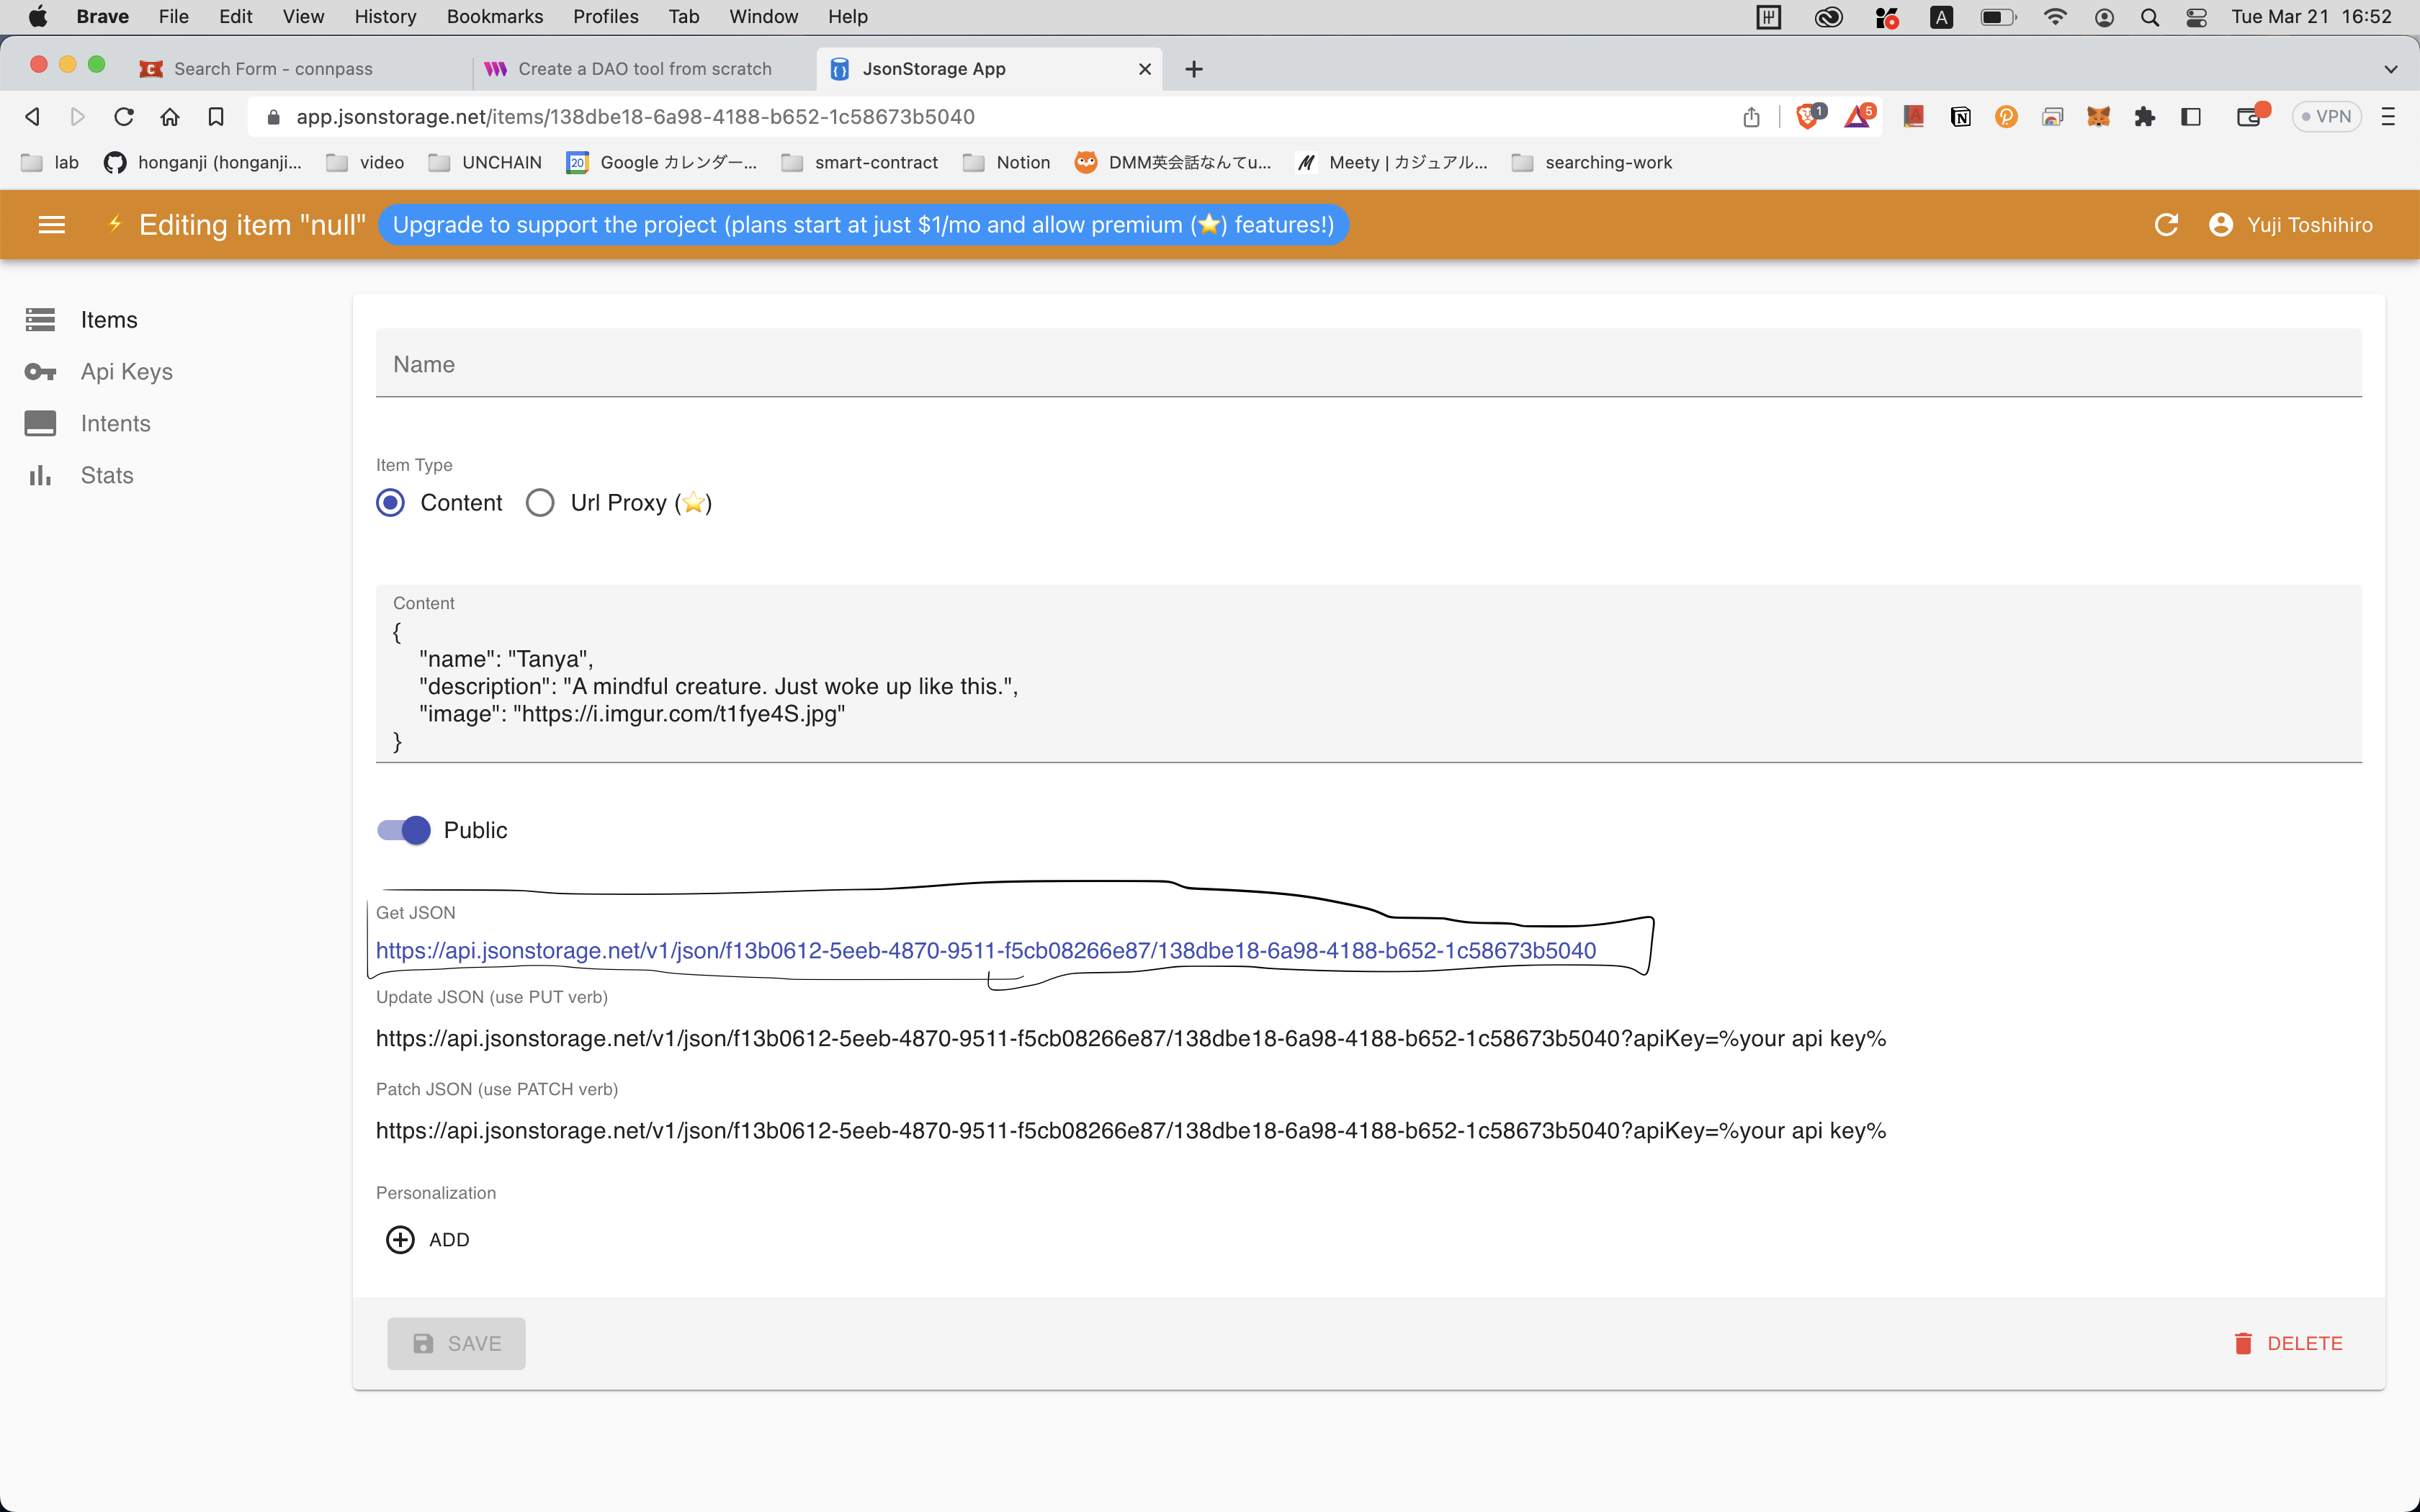 Brave File Edit View History Bookmarks Profiles Tab Window Help A Tue Mar 21 16:52
Search Form - connpass Create a DAO tool from scratch JsonStorage App
app.jsonstorage.net/items/138dbe18-6a98-4188-b652-1c58673b5040 1 5 VPN
lab honganji (honganji... video UNCHAIN 20 Google カレンダー... smart-contract Notion DMM英会話なんてu... Meety | カジュアル... searching-work
Editing item "null" Upgrade to support the project (plans start at just $1/mo and allow premium (⭐) features!) Yuji Toshihiro
Items
Api Keys
Intents
Stats
Name
Item Type
Content Url Proxy (⭐)
Content
{
"name": "Tanya",
"description": "A mindful creature. Just woke up like this.",
"image": "https://i.imgur.com/t1fye4S.jpg"
}
Public
Get JSON
https://api.jsonstorage.net/v1/json/f13b0612-5eeb-4870-9511-f5cb08266e87/138dbe18-6a98-4188-b652-1c58673b5040
Update JSON (use PUT verb)
https://api.jsonstorage.net/v1/json/f13b0612-5eeb-4870-9511-f5cb08266e87/138dbe18-6a98-4188-b652-1c58673b5040?apiKey=%your api key%
Patch JSON (use PATCH verb)
https://api.jsonstorage.net/v1/json/f13b0612-5eeb-4870-9511-f5cb08266e87/138dbe18-6a98-4188-b652-1c58673b5040?apiKey=%your api key%
Personalization
ADD
SAVE DELETE